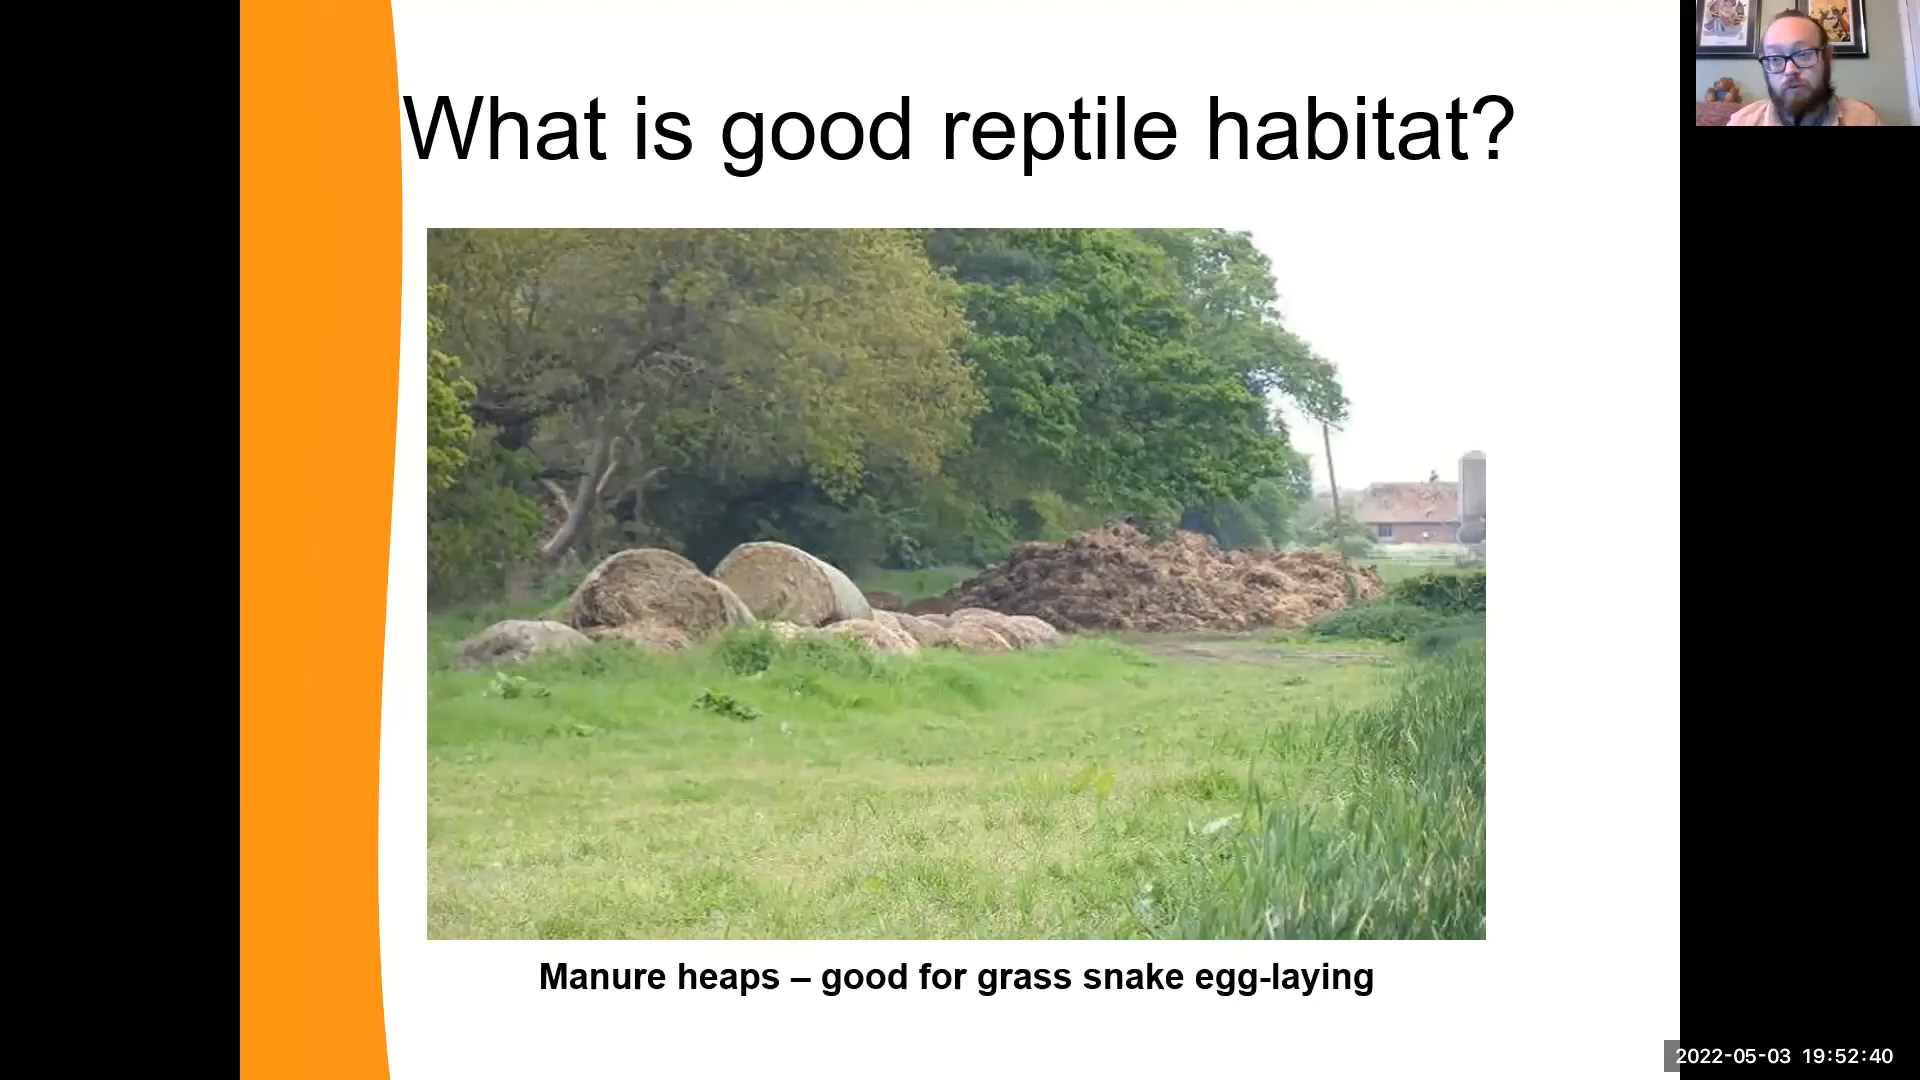 What is good reptile habitat?
Manure heaps – good for grass snake egg-laying
2022-05-03 19:52:40